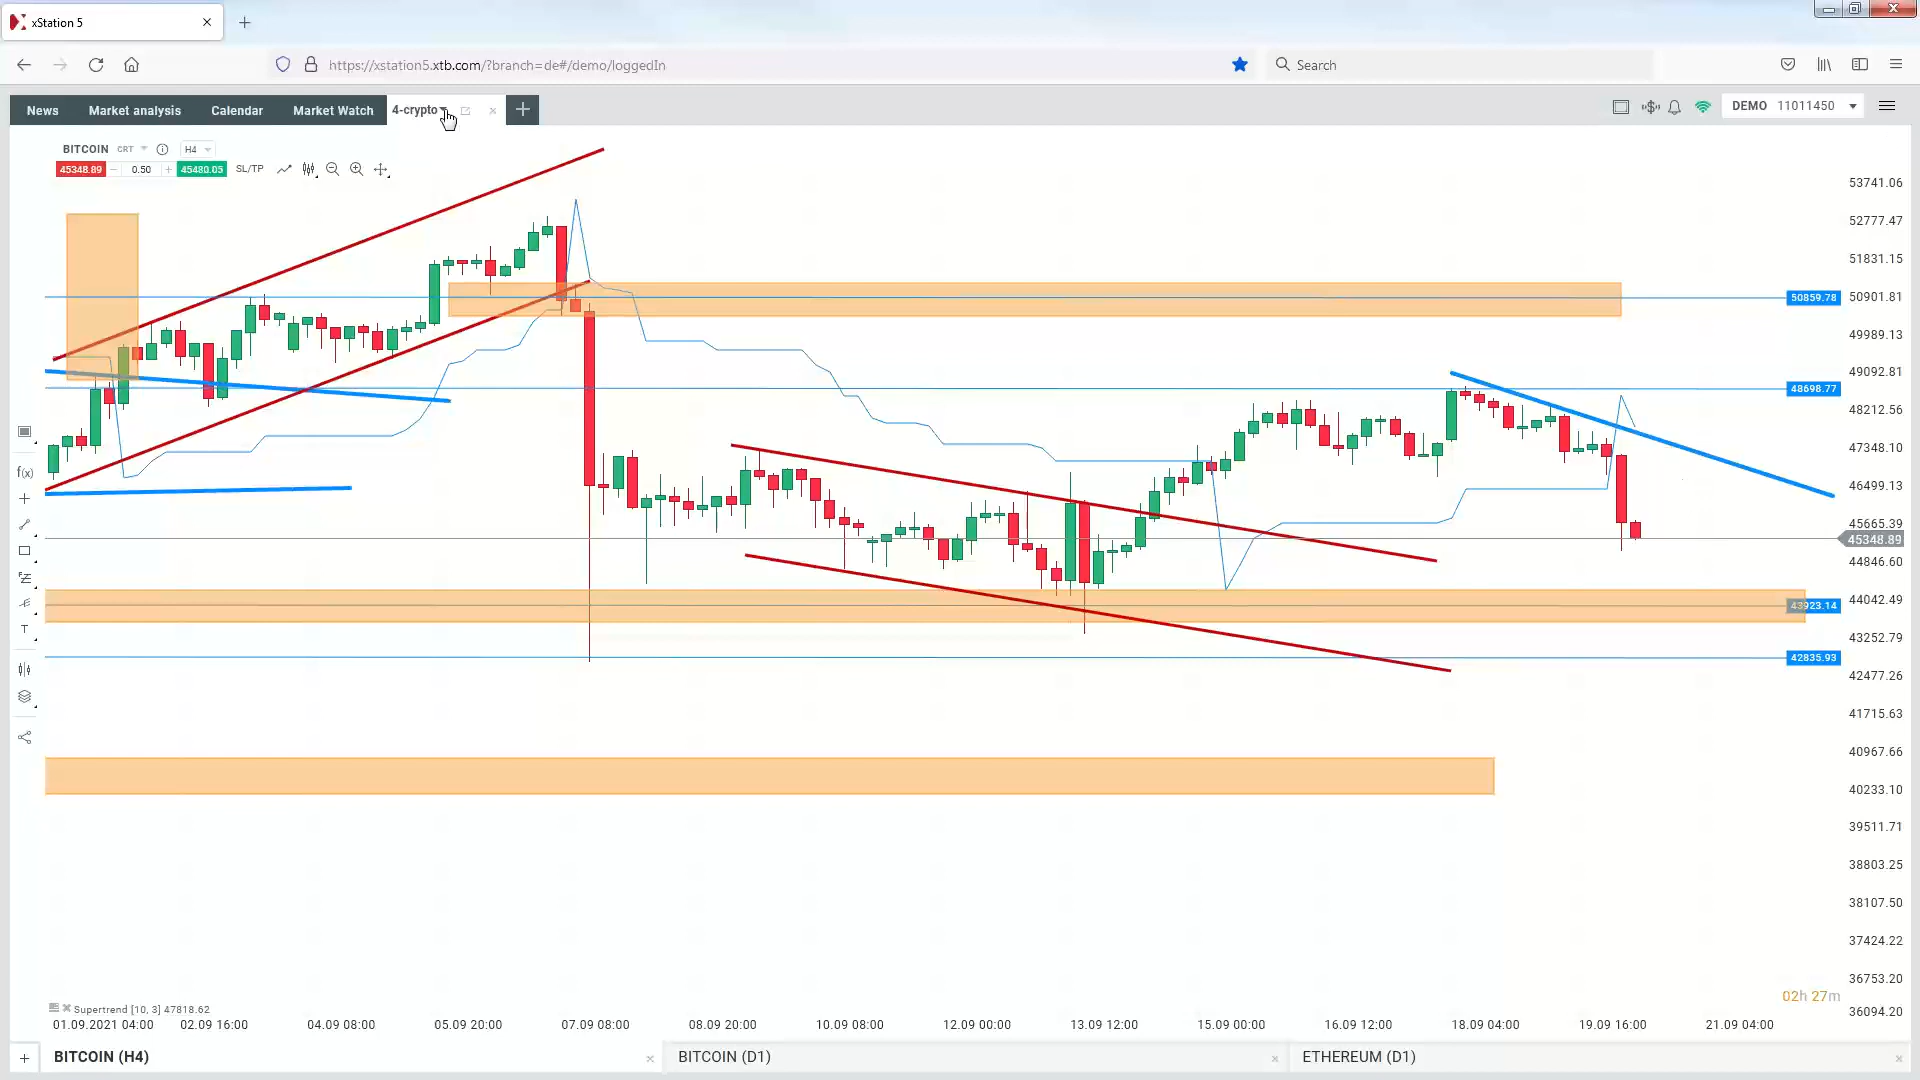 xStation 5
https://xstation5.xtb.com/?branch=de#/demo/loggedIn
Search
News
Market analysis
Calendar
Market Watch
4-crypto
DEMO 11011450
BITCOIN CRT H4
45348.89 0.50 45480.05 SL/TP
53741.06
52777.47
51831.15
50901.81
50859.78
49989.13
49092.81
48698.77
48212.56
47348.10
46499.13
45665.39
45348.89
44846.60
44042.49
43923.14
43252.79
42835.93
42477.26
41715.63
40967.66
40233.10
39511.71
38803.25
38107.50
37424.22
36753.20
36094.20
f(x)
T
02h 27m
Supertrend [10, 3] 47818.62
01.09.2021 04:00
02.09 16:00
04.09 08:00
05.09 20:00
07.09 08:00
08.09 20:00
10.09 08:00
12.09 00:00
13.09 12:00
15.09 00:00
16.09 12:00
18.09 04:00
19.09 16:00
21.09 04:00
BITCOIN (H4)
BITCOIN (D1)
ETHEREUM (D1)